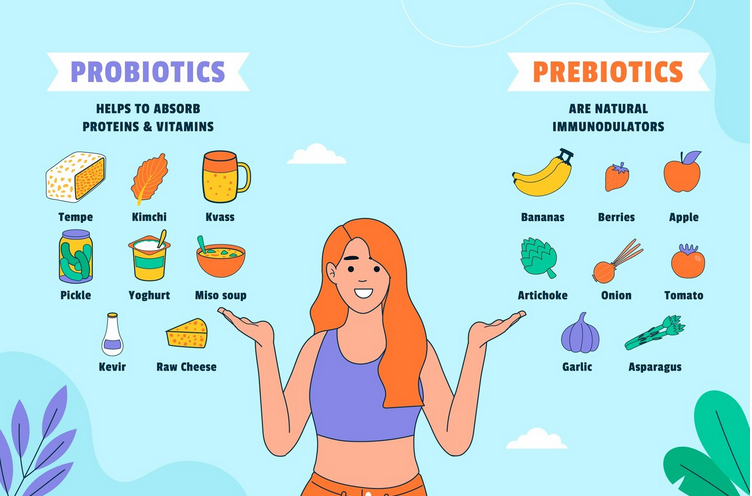 PROBIOTICS
HELPS TO ABSORB
PROTEINS & VITAMINS
Tempe Kimchi Kvass
Pickle Yoghurt Miso soup
Kevir Raw Cheese
PREBIOTICS
ARE NATURAL
IMMUNODULATORS
Bananas Berries Apple
Artichoke Onion Tomato
Garlic Asparagus